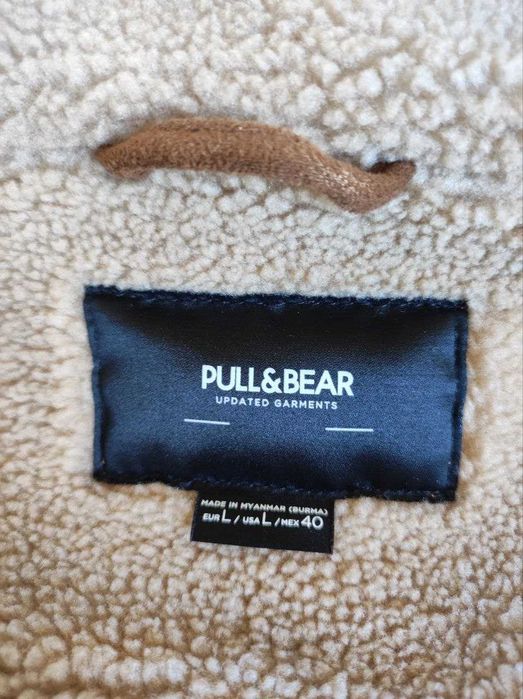 PULL&BEAR
UPDATED GARMENTS
MADE IN MYANMAR (BURMA)
EUR L / USA L / MEX 40